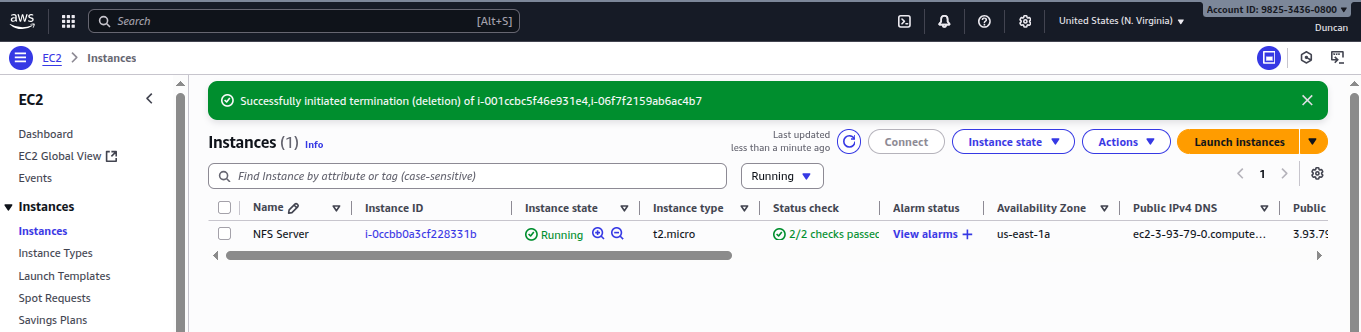 Account ID: 9825-3436-0800
aws Search [Alt+S] United States (N. Virginia) Duncan
EC2 Instances
EC2
Dashboard
EC2 Global View
Events
Instances
Instances
Instance Types
Launch Templates
Spot Requests
Savings Plans
Successfully initiated termination (deletion) of i-001ccbc5f46e931e4,i-06f7f2159ab6ac4b7
Instances (1) Info
Last updated
less than a minute ago
Connect Instance state Actions Launch instances
Find Instance by attribute or tag (case-sensitive) Running 1
Name Instance ID Instance state Instance type Status check Alarm status Availability Zone Public IPv4 DNS Public
NFS Server i-0ccbb0a3cf228331b Running t2.micro 2/2 checks passec View alarms + us-east-1a ec2-3-93-79-0.compute... 3.93.79